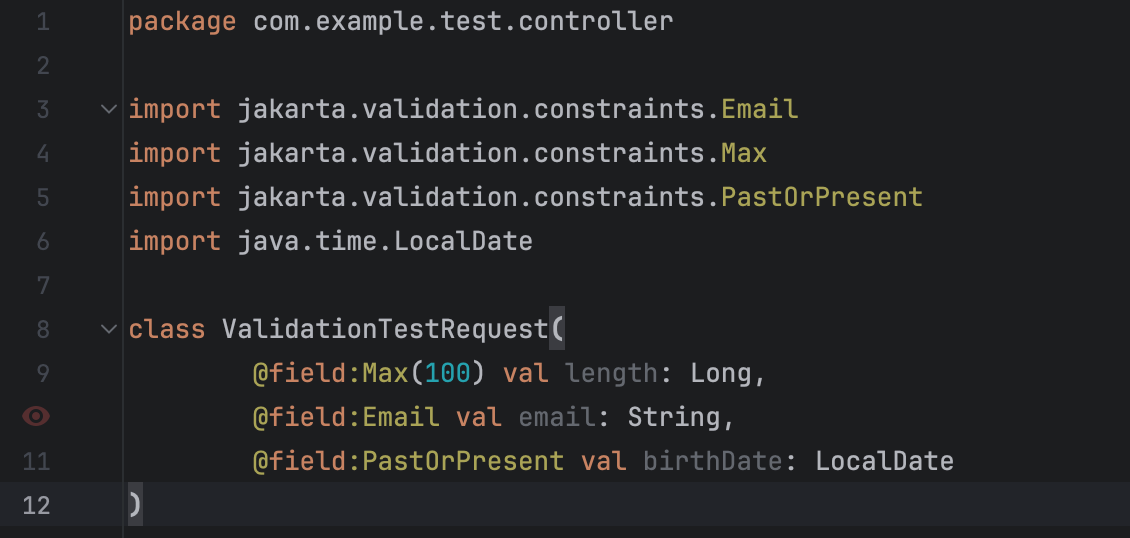 1 package com.example.test.controller
2
3 import jakarta.validation.constraints.Email
4 import jakarta.validation.constraints.Max
5 import jakarta.validation.constraints.PastOrPresent
6 import java.time.LocalDate
7
8 class ValidationTestRequest(
9 @field:Max(100) val length: Long,
@field:Email val email: String,
11 @field:PastOrPresent val birthDate: LocalDate
12 )